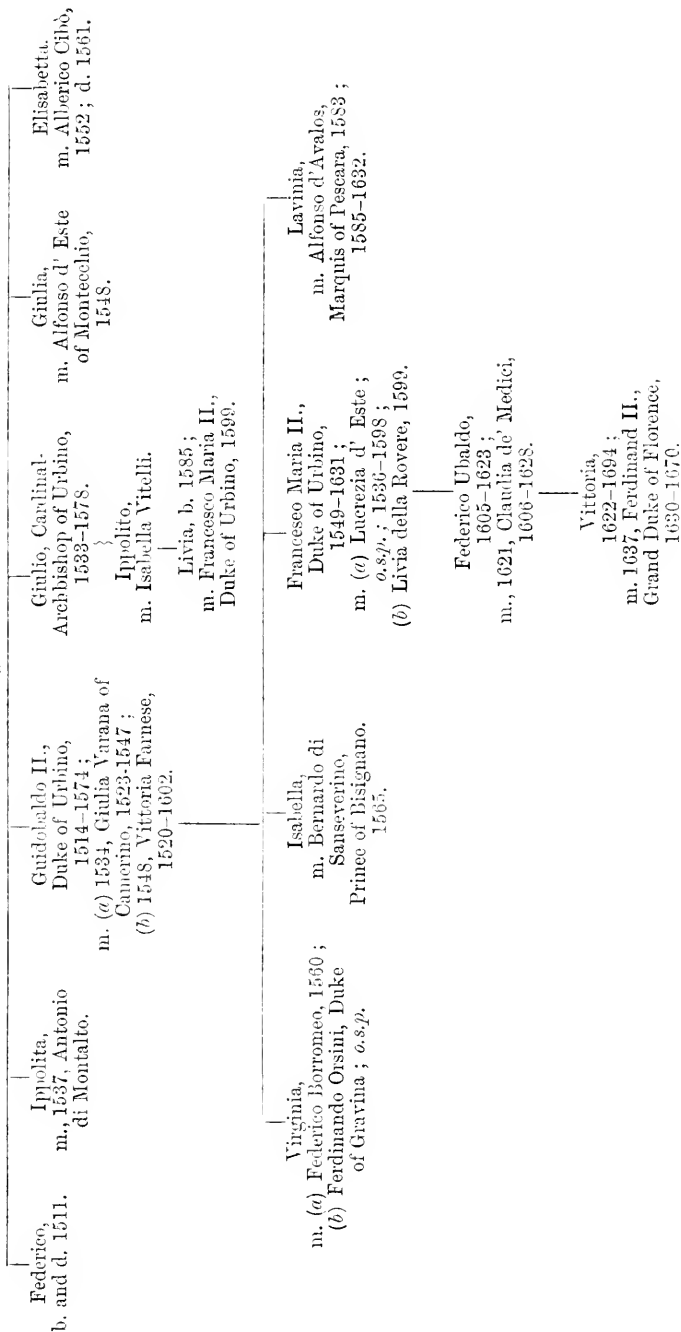 Federico,
b. and d. 1511.
Ippolita,
m., 1537, Antonio
di Montalto.
Guidobaldo II.,
Duke of Urbino,
1514–1574;
m. (a) 1534, Giulia Varana of
Camerino, 1523-1547;
(b) 1548, Vittoria Farnese,
1520–1602.
Giulio, Cardinal-
Archbishop of Urbino,
1533–1578.
Ippolito,
m. Isabella Vitelli.
Livia, b. 1585;
m. Francesco Maria II.,
Duke of Urbino, 1599.
Giulia,
m. Alfonso d' Este
of Montecchio,
1548.
Elisabetta.
m. Alberico Cibò,
1552; d. 1561.
Virginia,
m. (a) Federico Borromeo, 1560;
(b) Ferdinando Orsini, Duke
of Gravina; o.s.p.
Isabella,
m. Bernardo di
Sanseverino,
Prince of Bisignano.
1565.
Francesco Maria II.,
Duke of Urbino,
1549–1631;
m. (a) Lucrezia d' Este;
o.s.p.; 1536–1598;
(b) Livia della Rovere, 1599.
Federico Ubaldo,
1605–1623;
m., 1621, Claudia de' Medici,
1606–1628.
Vittoria,
1622–1694;
m. 1637, Ferdinand II.,
Grand Duke of Florence,
1630–1670.
Lavinia,
m. Alfonso d'Avalos,
Marquis of Pescara, 1583;
1585–1632.